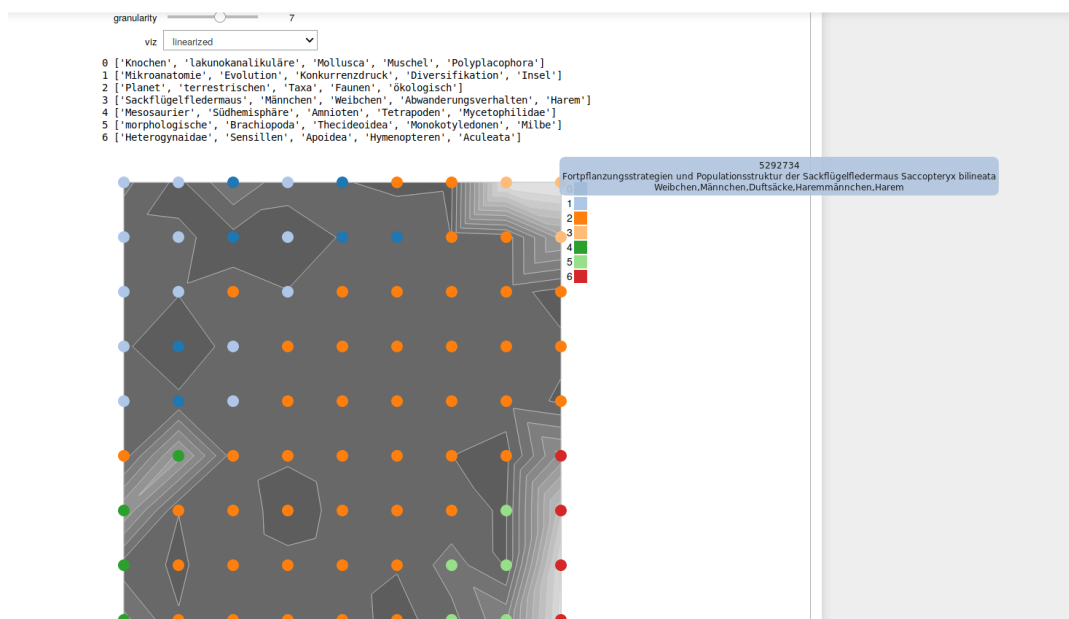 granularity 7
viz linearized
0 ['Knochen', 'lakunokanalikuläre', 'Mollusca', 'Muschel', 'Polyplacophora']
1 ['Mikroanatomie', 'Evolution', 'Konkurrenzdruck', 'Diversifikation', 'Insel']
2 ['Planet', 'terrestrischen', 'Taxa', 'Faunen', 'ökologisch']
3 ['Sackflügelfledermaus', 'Männchen', 'Weibchen', 'Abwanderungsverhalten', 'Harem']
4 ['Mesosaurier', 'Südhemisphäre', 'Amnioten', 'Tetrapoden', 'Mycetophilidae']
5 ['morphologische', 'Brachiopoda', 'Thecideoidea', 'Monokotyledonen', 'Milbe']
6 ['Heterogynaidae', 'Sensillen', 'Apoidea', 'Hymenopteren', 'Aculeata']
5292734
Fortpflanzungsstrategien und Populationsstruktur der Sackflügelfledermaus Saccopteryx bilineata
Weibchen,Männchen,Duftsäcke,Haremmännchen,Harem
0
1
2
3
4
5
6